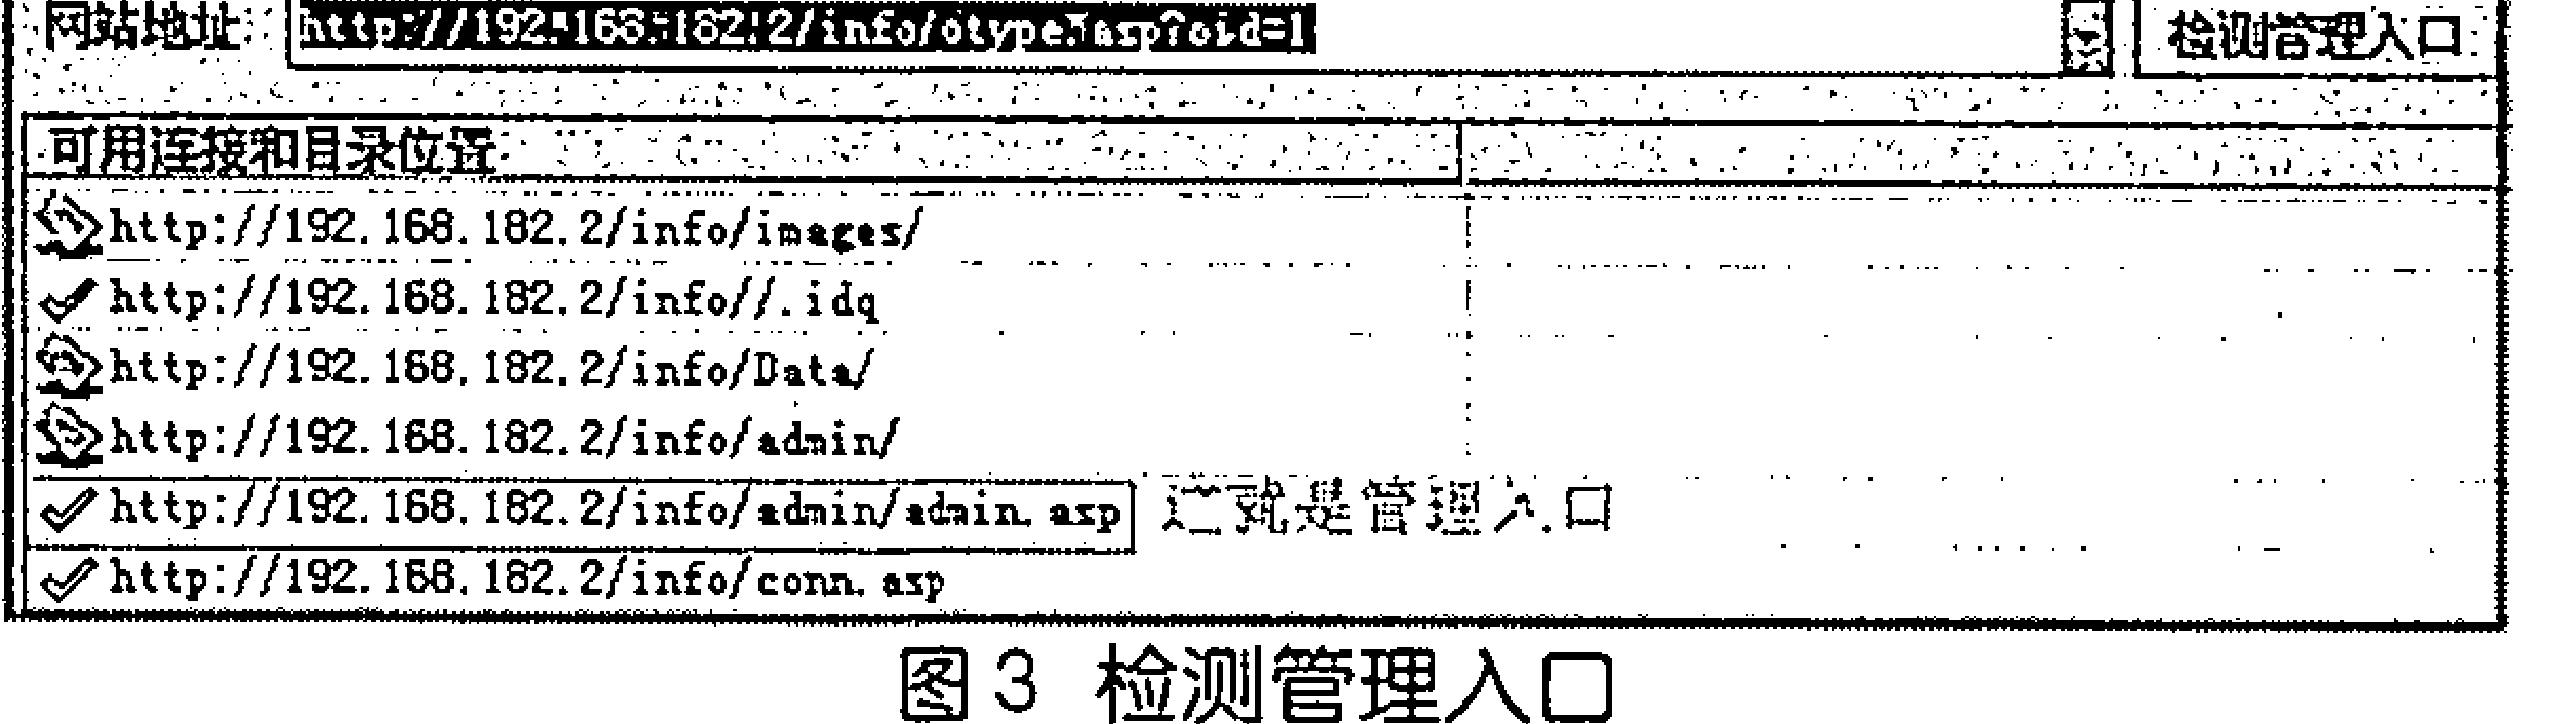 网站地址: http://192.168.182.2/info/otype.asp?oid=1 检测管理入口
可用连接和目录位置
http://192.168.182.2/info/images/
http://192.168.182.2/info//.idq
http://192.168.182.2/info/Data/
http://192.168.182.2/info/admin/
http://192.168.182.2/info/admin/admin.asp 这就是管理入口
http://192.168.182.2/info/conn.asp
图3 检测管理入口